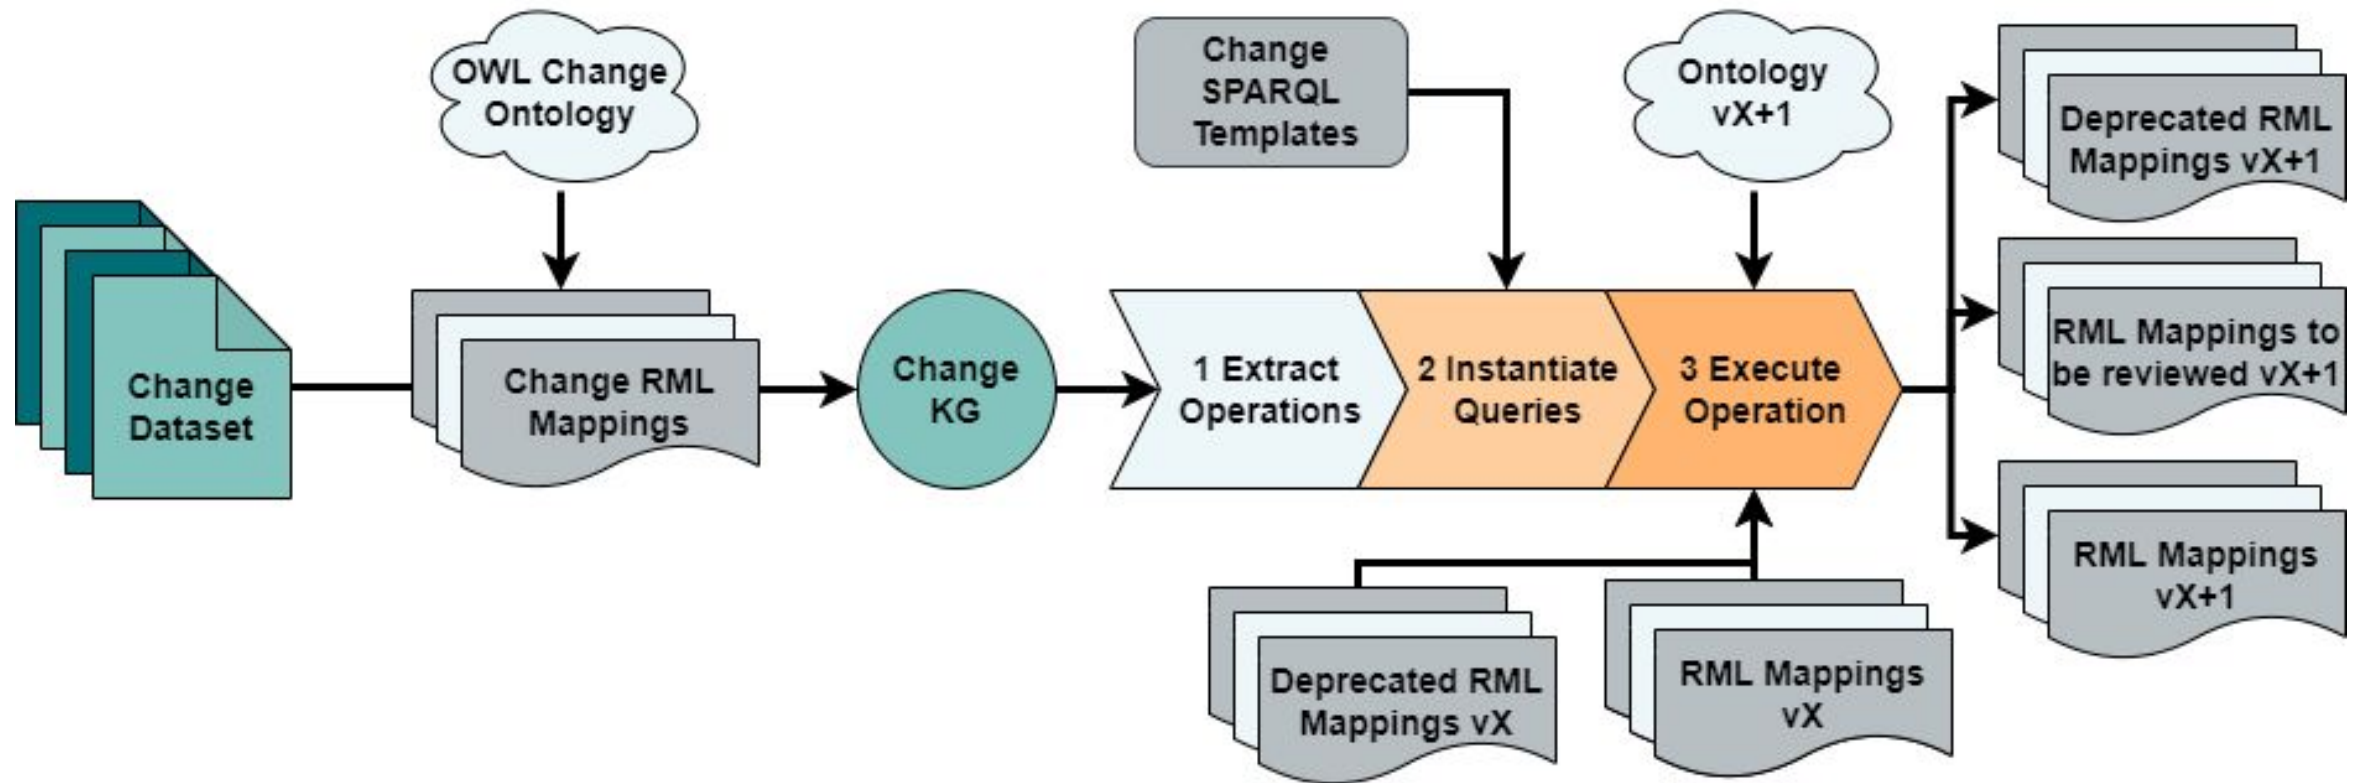 OWL Change
Ontology
Change
Dataset
Change RML
Mappings
Change
KG
Change
SPARQL
Templates
Ontology
vX+1
1 Extract
Operations
2 Instantiate
Queries
3 Execute
Operation
Deprecated RML
Mappings vX
RML Mappings
vX
Deprecated RML
Mappings vX+1
RML Mappings to
be reviewed vX+1
RML Mappings
vX+1